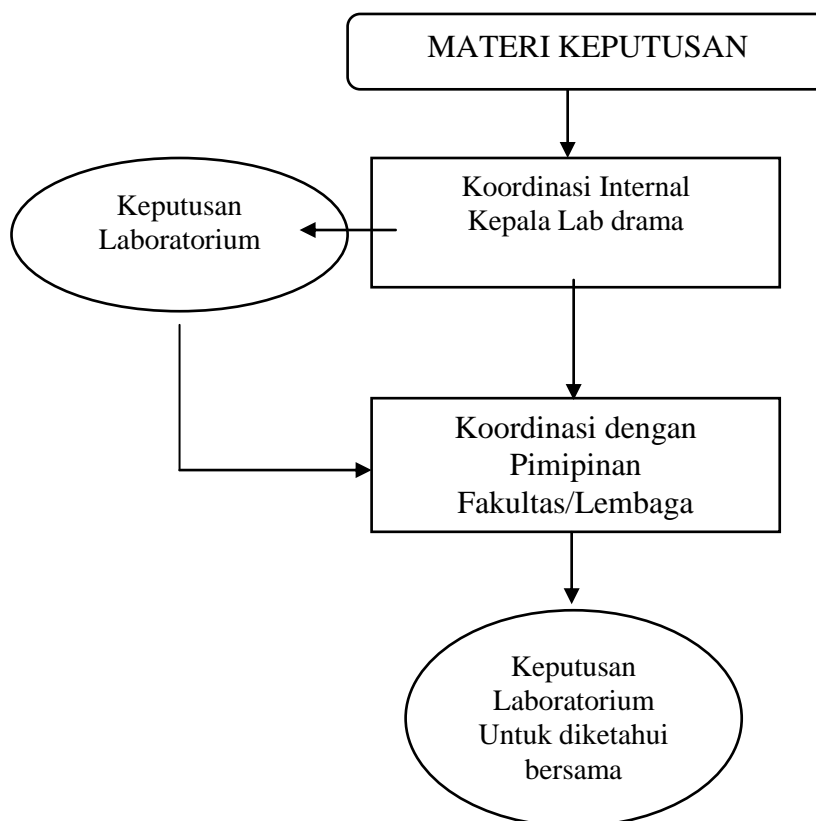 MATERI KEPUTUSAN
Koordinasi Internal
Kepala Lab drama
Keputusan
Laboratorium
Koordinasi dengan
Pimipinan
Fakultas/Lembaga
Keputusan
Laboratorium
Untuk diketahui
bersama